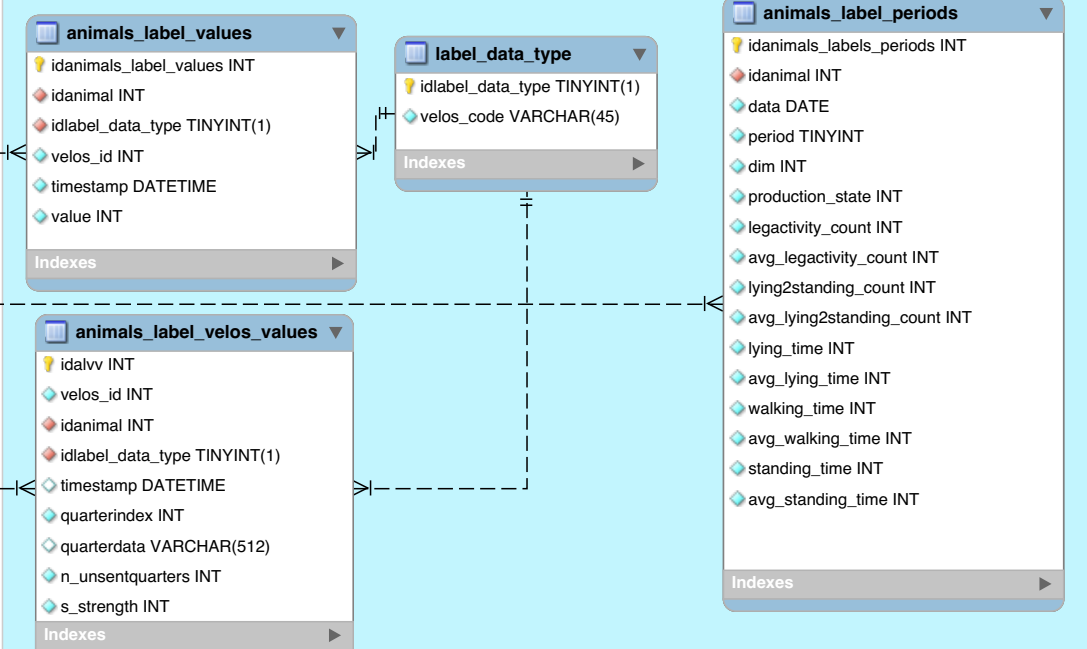 animals_label_values
idanimals_label_values INT
idanimal INT
idlabel_data_type TINYINT(1)
velos_id INT
timestamp DATETIME
value INT
Indexes
label_data_type
idlabel_data_type TINYINT(1)
velos_code VARCHAR(45)
Indexes
animals_label_velos_values
idalvv INT
velos_id INT
idanimal INT
idlabel_data_type TINYINT(1)
timestamp DATETIME
quarterindex INT
quarterdata VARCHAR(512)
n_unsentquarters INT
s_strength INT
Indexes
animals_label_periods
idanimals_labels_periods INT
idanimal INT
data DATE
period TINYINT
dim INT
production_state INT
legactivity_count INT
avg_legactivity_count INT
lying2standing_count INT
avg_lying2standing_count INT
lying_time INT
avg_lying_time INT
walking_time INT
avg_walking_time INT
standing_time INT
avg_standing_time INT
Indexes